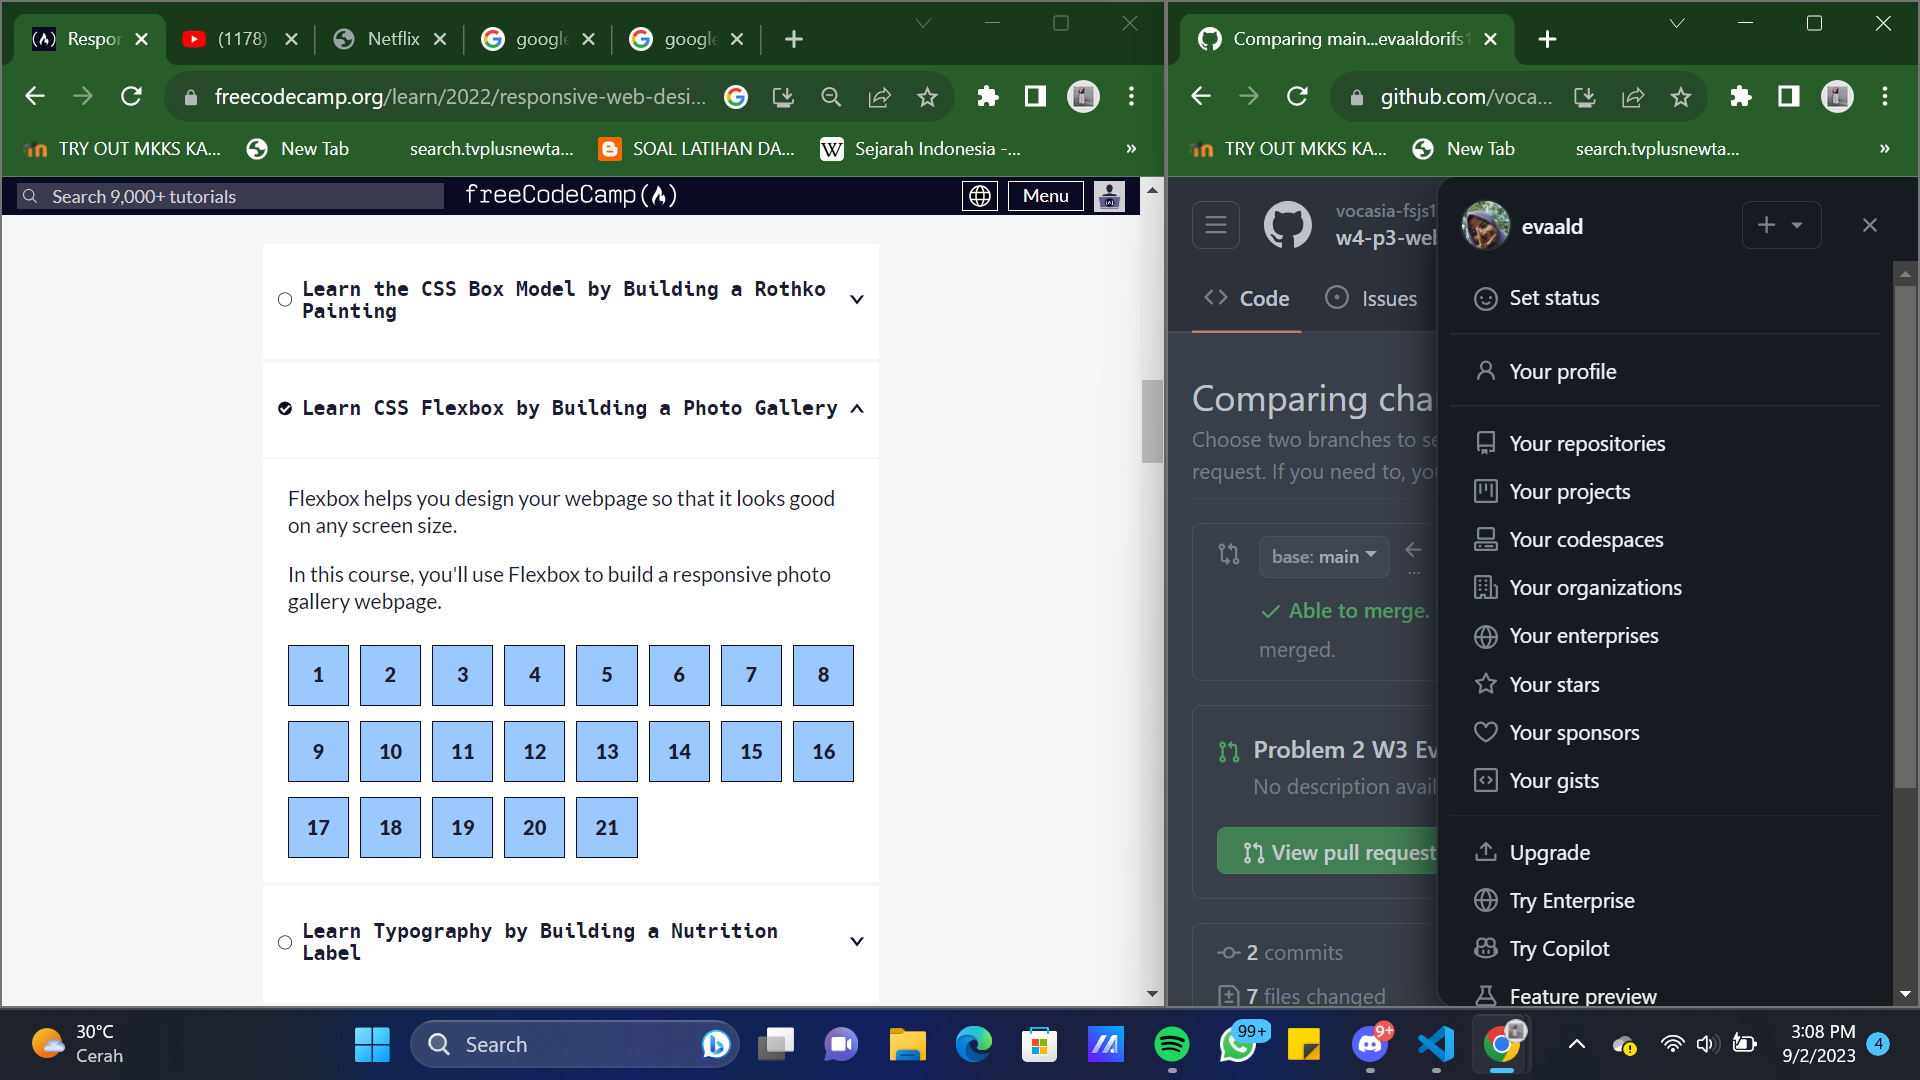 Respor
(1178)
Netflix
google
google
freecodecamp.org/learn/2022/responsive-web-desi...
TRY OUT MKKS KA...
New Tab
search.tvplusnewta...
SOAL LATIHAN DA...
Sejarah Indonesia -...
»
Search 9,000+ tutorials
freeCodeCamp
Menu
Learn the CSS Box Model by Building a Rothko
Painting
Learn CSS Flexbox by Building a Photo Gallery
Flexbox helps you design your webpage so that it looks good
on any screen size.
In this course, you'll use Flexbox to build a responsive photo
gallery webpage.
1 2 3 4 5 6 7 8
9 10 11 12 13 14 15 16
17 18 19 20 21
Learn Typography by Building a Nutrition
Label
Comparing main...evaaldorifs1
github.com/voca...
TRY OUT MKKS KA...
New Tab
search.tvplusnewta...
»
vocasia-fsjs1
w4-p3-wel
Code
Issues
Comparing cha
Choose two branches to se
request. If you need to, you
base: main
...
Able to merge.
merged.
Problem 2 W3 Ev
No description avail
View pull request
2 commits
7 files changed
evaald
Set status
Your profile
Your repositories
Your projects
Your codespaces
Your organizations
Your enterprises
Your stars
Your sponsors
Your gists
Upgrade
Try Enterprise
Try Copilot
Feature preview
30°C
Cerah
Search
99+
9+
3:08 PM
9/2/2023
4